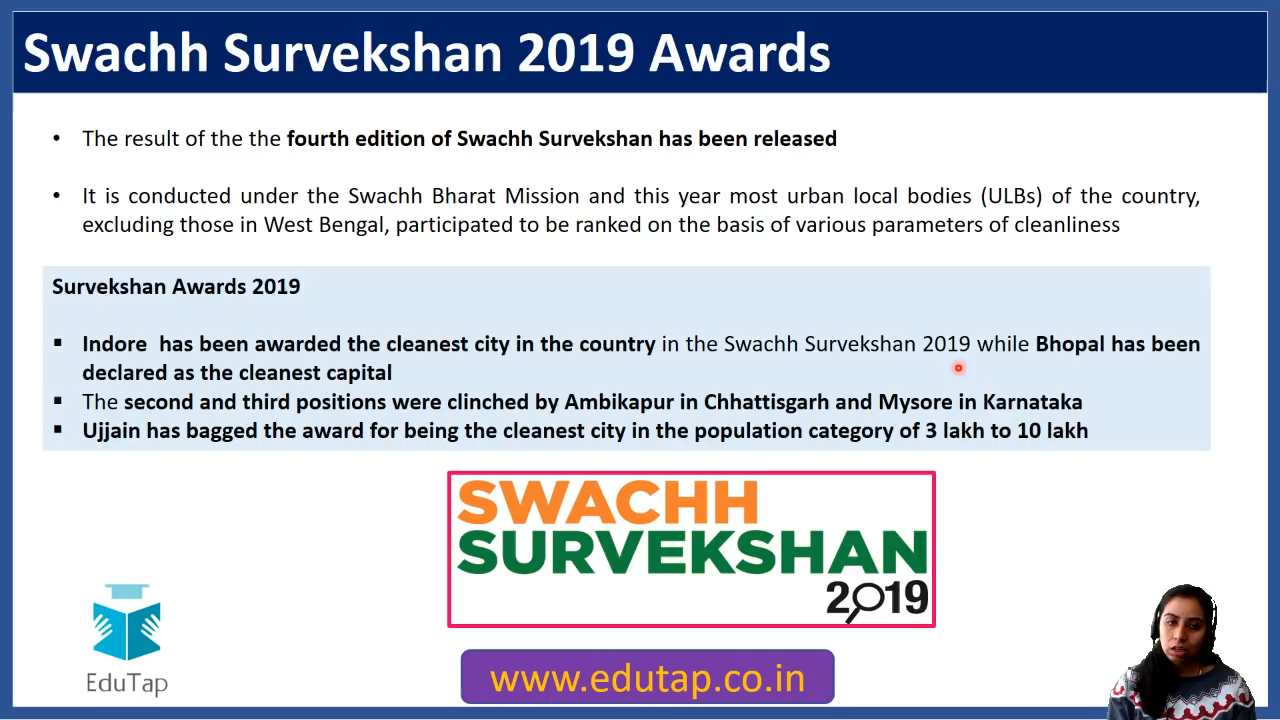 Swachh Survekshan 2019 Awards
• The result of the the fourth edition of Swachh Survekshan has been released
• It is conducted under the Swachh Bharat Mission and this year most urban local bodies (ULBs) of the country,
excluding those in West Bengal, participated to be ranked on the basis of various parameters of cleanliness
Survekshan Awards 2019
▪ Indore has been awarded the cleanest city in the country in the Swachh Survekshan 2019 while Bhopal has been
declared as the cleanest capital
▪ The second and third positions were clinched by Ambikapur in Chhattisgarh and Mysore in Karnataka
▪ Ujjain has bagged the award for being the cleanest city in the population category of 3 lakh to 10 lakh
SWACHH
SURVEKSHAN
2019
EduTap
www.edutap.co.in